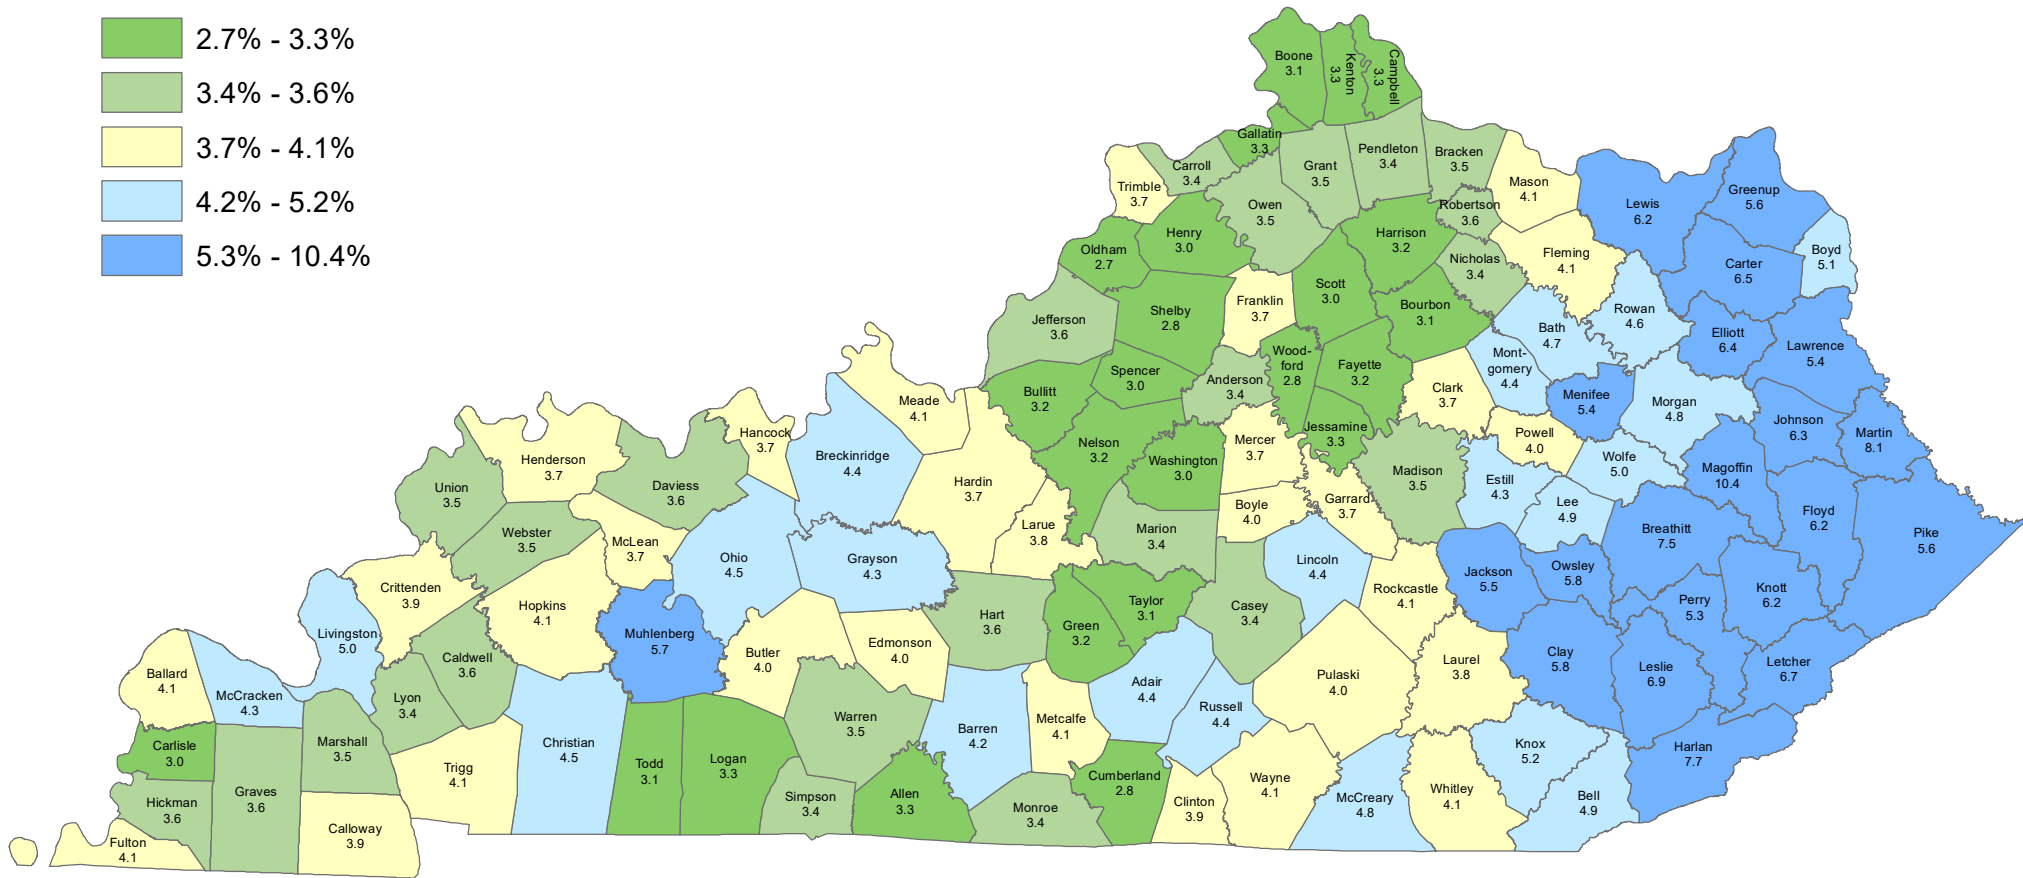 2.7% - 3.3%
3.4% - 3.6%
3.7% - 4.1%
4.2% - 5.2%
5.3% - 10.4%
Boone
3.1
Kenton
3.3
Campbell
3.3
Gallatin
3.3
Carroll
3.4
Grant
3.5
Pendleton
3.4
Bracken
3.5
Trimble
3.7
Owen
3.5
Robertson
3.6
Mason
4.1
Lewis
6.2
Greenup
5.6
Henry
3.0
Oldham
2.7
Harrison
3.2
Nicholas
3.4
Fleming
4.1
Carter
6.5
Boyd
5.1
Jefferson
3.6
Shelby
2.8
Franklin
3.7
Scott
3.0
Bourbon
3.1
Bath
4.7
Rowan
4.6
Elliott
6.4
Lawrence
5.4
Bullitt
3.2
Spencer
3.0
Anderson
3.4
Wood-
ford
2.8
Fayette
3.2
Clark
3.7
Mont-
gomery
4.4
Menifee
5.4
Morgan
4.8
Johnson
6.3
Martin
8.1
Meade
4.1
Hancock
3.7
Breckinridge
4.4
Nelson
3.2
Washington
3.0
Mercer
3.7
Jessamine
3.3
Madison
3.5
Powell
4.0
Estill
4.3
Wolfe
5.0
Lee
4.9
Magoffin
10.4
Floyd
6.2
Pike
5.6
Henderson
3.7
Union
3.5
Daviess
3.6
Webster
3.5
McLean
3.7
Ohio
4.5
Grayson
4.3
Hardin
3.7
Larue
3.8
Marion
3.4
Boyle
4.0
Garrard
3.7
Lincoln
4.4
Rockcastle
4.1
Jackson
5.5
Owsley
5.8
Breathitt
7.5
Perry
5.3
Knott
6.2
Crittenden
3.9
Livingston
5.0
Hopkins
4.1
Muhlenberg
5.7
Butler
4.0
Edmonson
4.0
Hart
3.6
Green
3.2
Taylor
3.1
Casey
3.4
Pulaski
4.0
Laurel
3.8
Clay
5.8
Leslie
6.9
Letcher
6.7
Ballard
4.1
McCracken
4.3
Caldwell
3.6
Lyon
3.4
Adair
4.4
Russell
4.4
Carlisle
3.0
Marshall
3.5
Trigg
4.1
Christian
4.5
Todd
3.1
Logan
3.3
Warren
3.5
Barren
4.2
Metcalfe
4.1
Cumberland
2.8
Knox
5.2
Harlan
7.7
Hickman
3.6
Graves
3.6
Simpson
3.4
Allen
3.3
Monroe
3.4
Clinton
3.9
Wayne
4.1
McCreary
4.8
Whitley
4.1
Bell
4.9
Fulton
4.1
Calloway
3.9